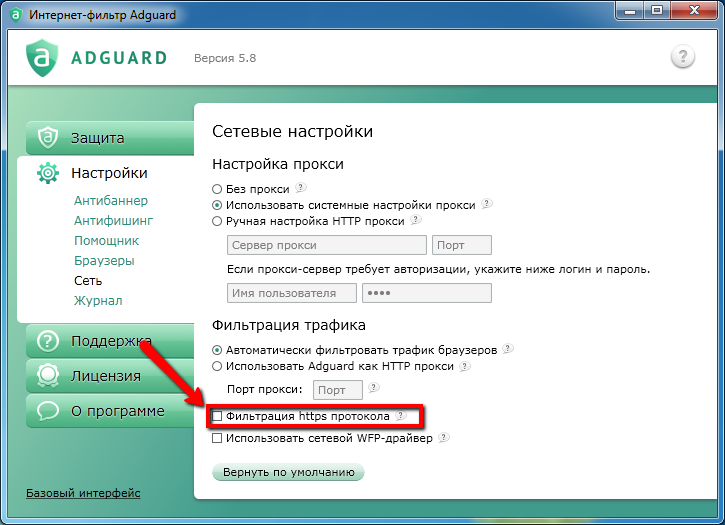 Интернет-фильтр Adguard
ADGUARD
Версия 5.8
?
Защита
Настройки
Антибаннер
Антифишинг
Помощник
Браузеры
Сеть
Журнал
Поддержка
Лицензия
О программе
Базовый интерфейс
Сетевые настройки
Настройка прокси
Без прокси ?
Использовать системные настройки прокси ?
Ручная настройка HTTP прокси ?
Сервер прокси Порт
Если прокси-сервер требует авторизации, укажите ниже логин и пароль.
Имя пользователя ••••
Фильтрация трафика
Автоматически фильтровать трафик браузеров ?
Использовать Adguard как HTTP прокси ?
Порт прокси: Порт ?
Фильтрация https протокола ?
Использовать сетевой WFP-драйвер ?
Вернуть по умолчанию